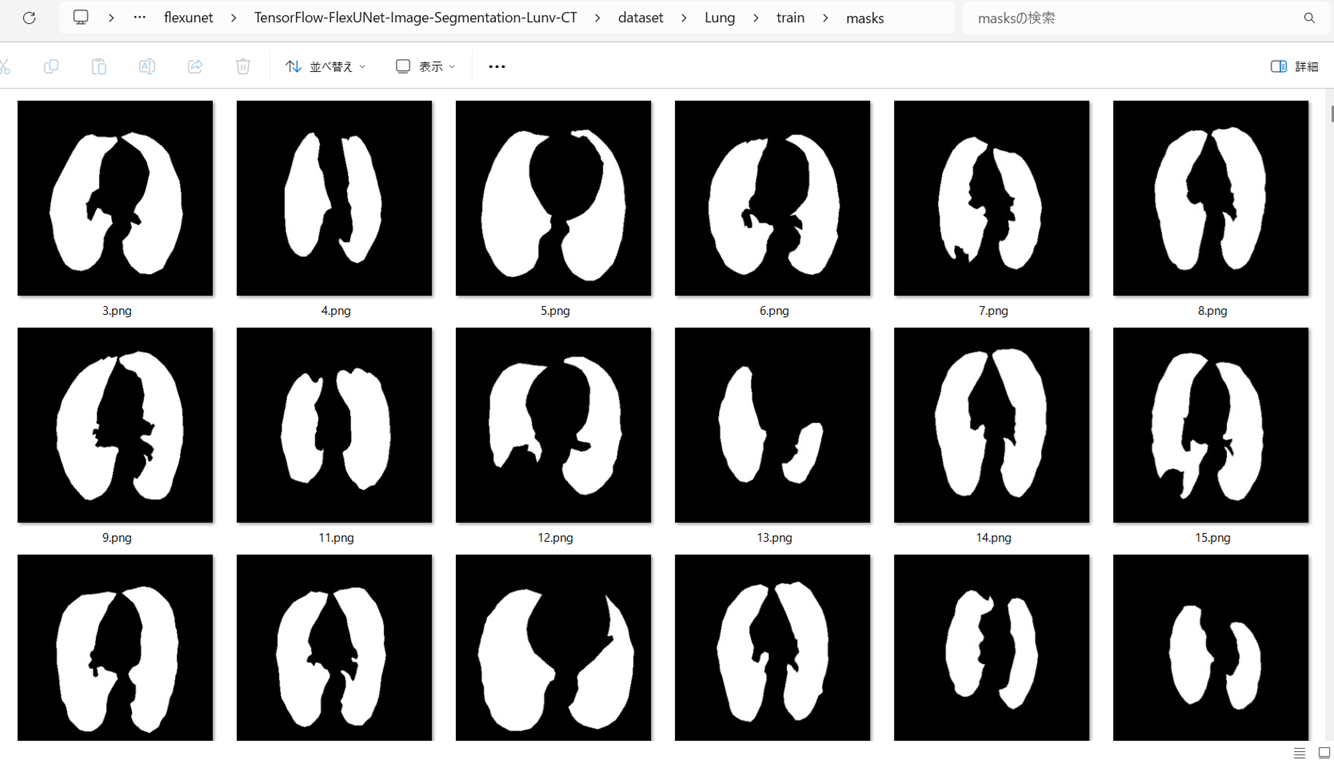 … flexunet > TensorFlow-FlexUNet-Image-Segmentation-Lunv-CT > dataset > Lung > train > masks
masksの検索
並べ替え
表示
詳細
3.png
4.png
5.png
6.png
7.png
8.png
9.png
11.png
12.png
13.png
14.png
15.png